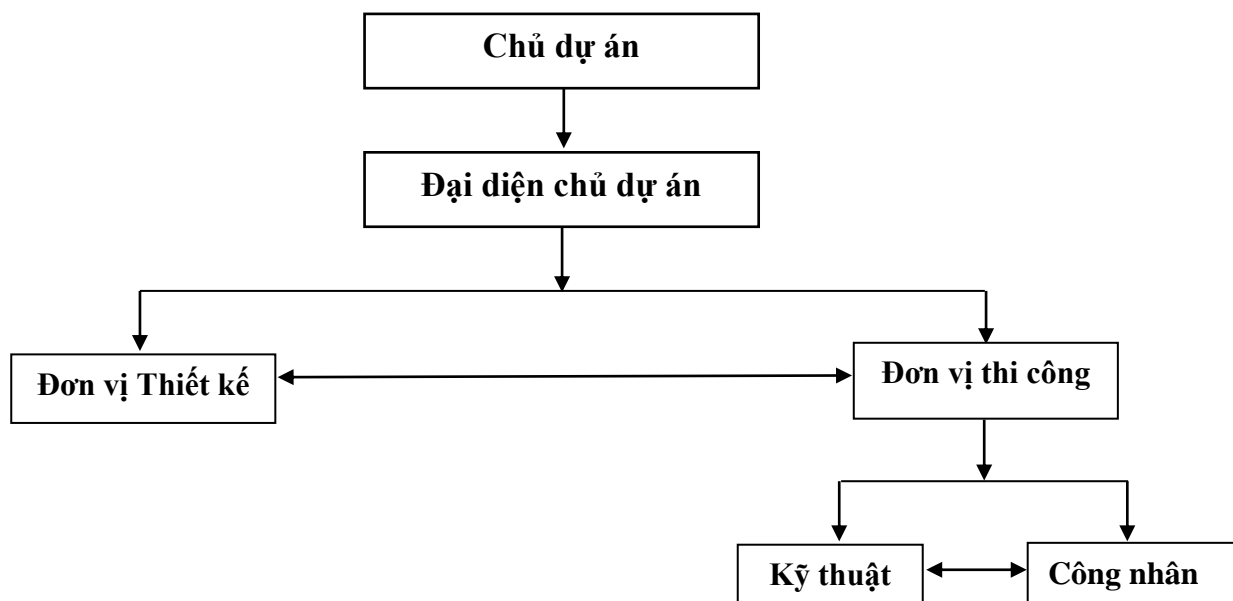 Chủ dự án
Đại diện chủ dự án
Đơn vị Thiết kế
Đơn vị thi công
Kỹ thuật
Công nhân